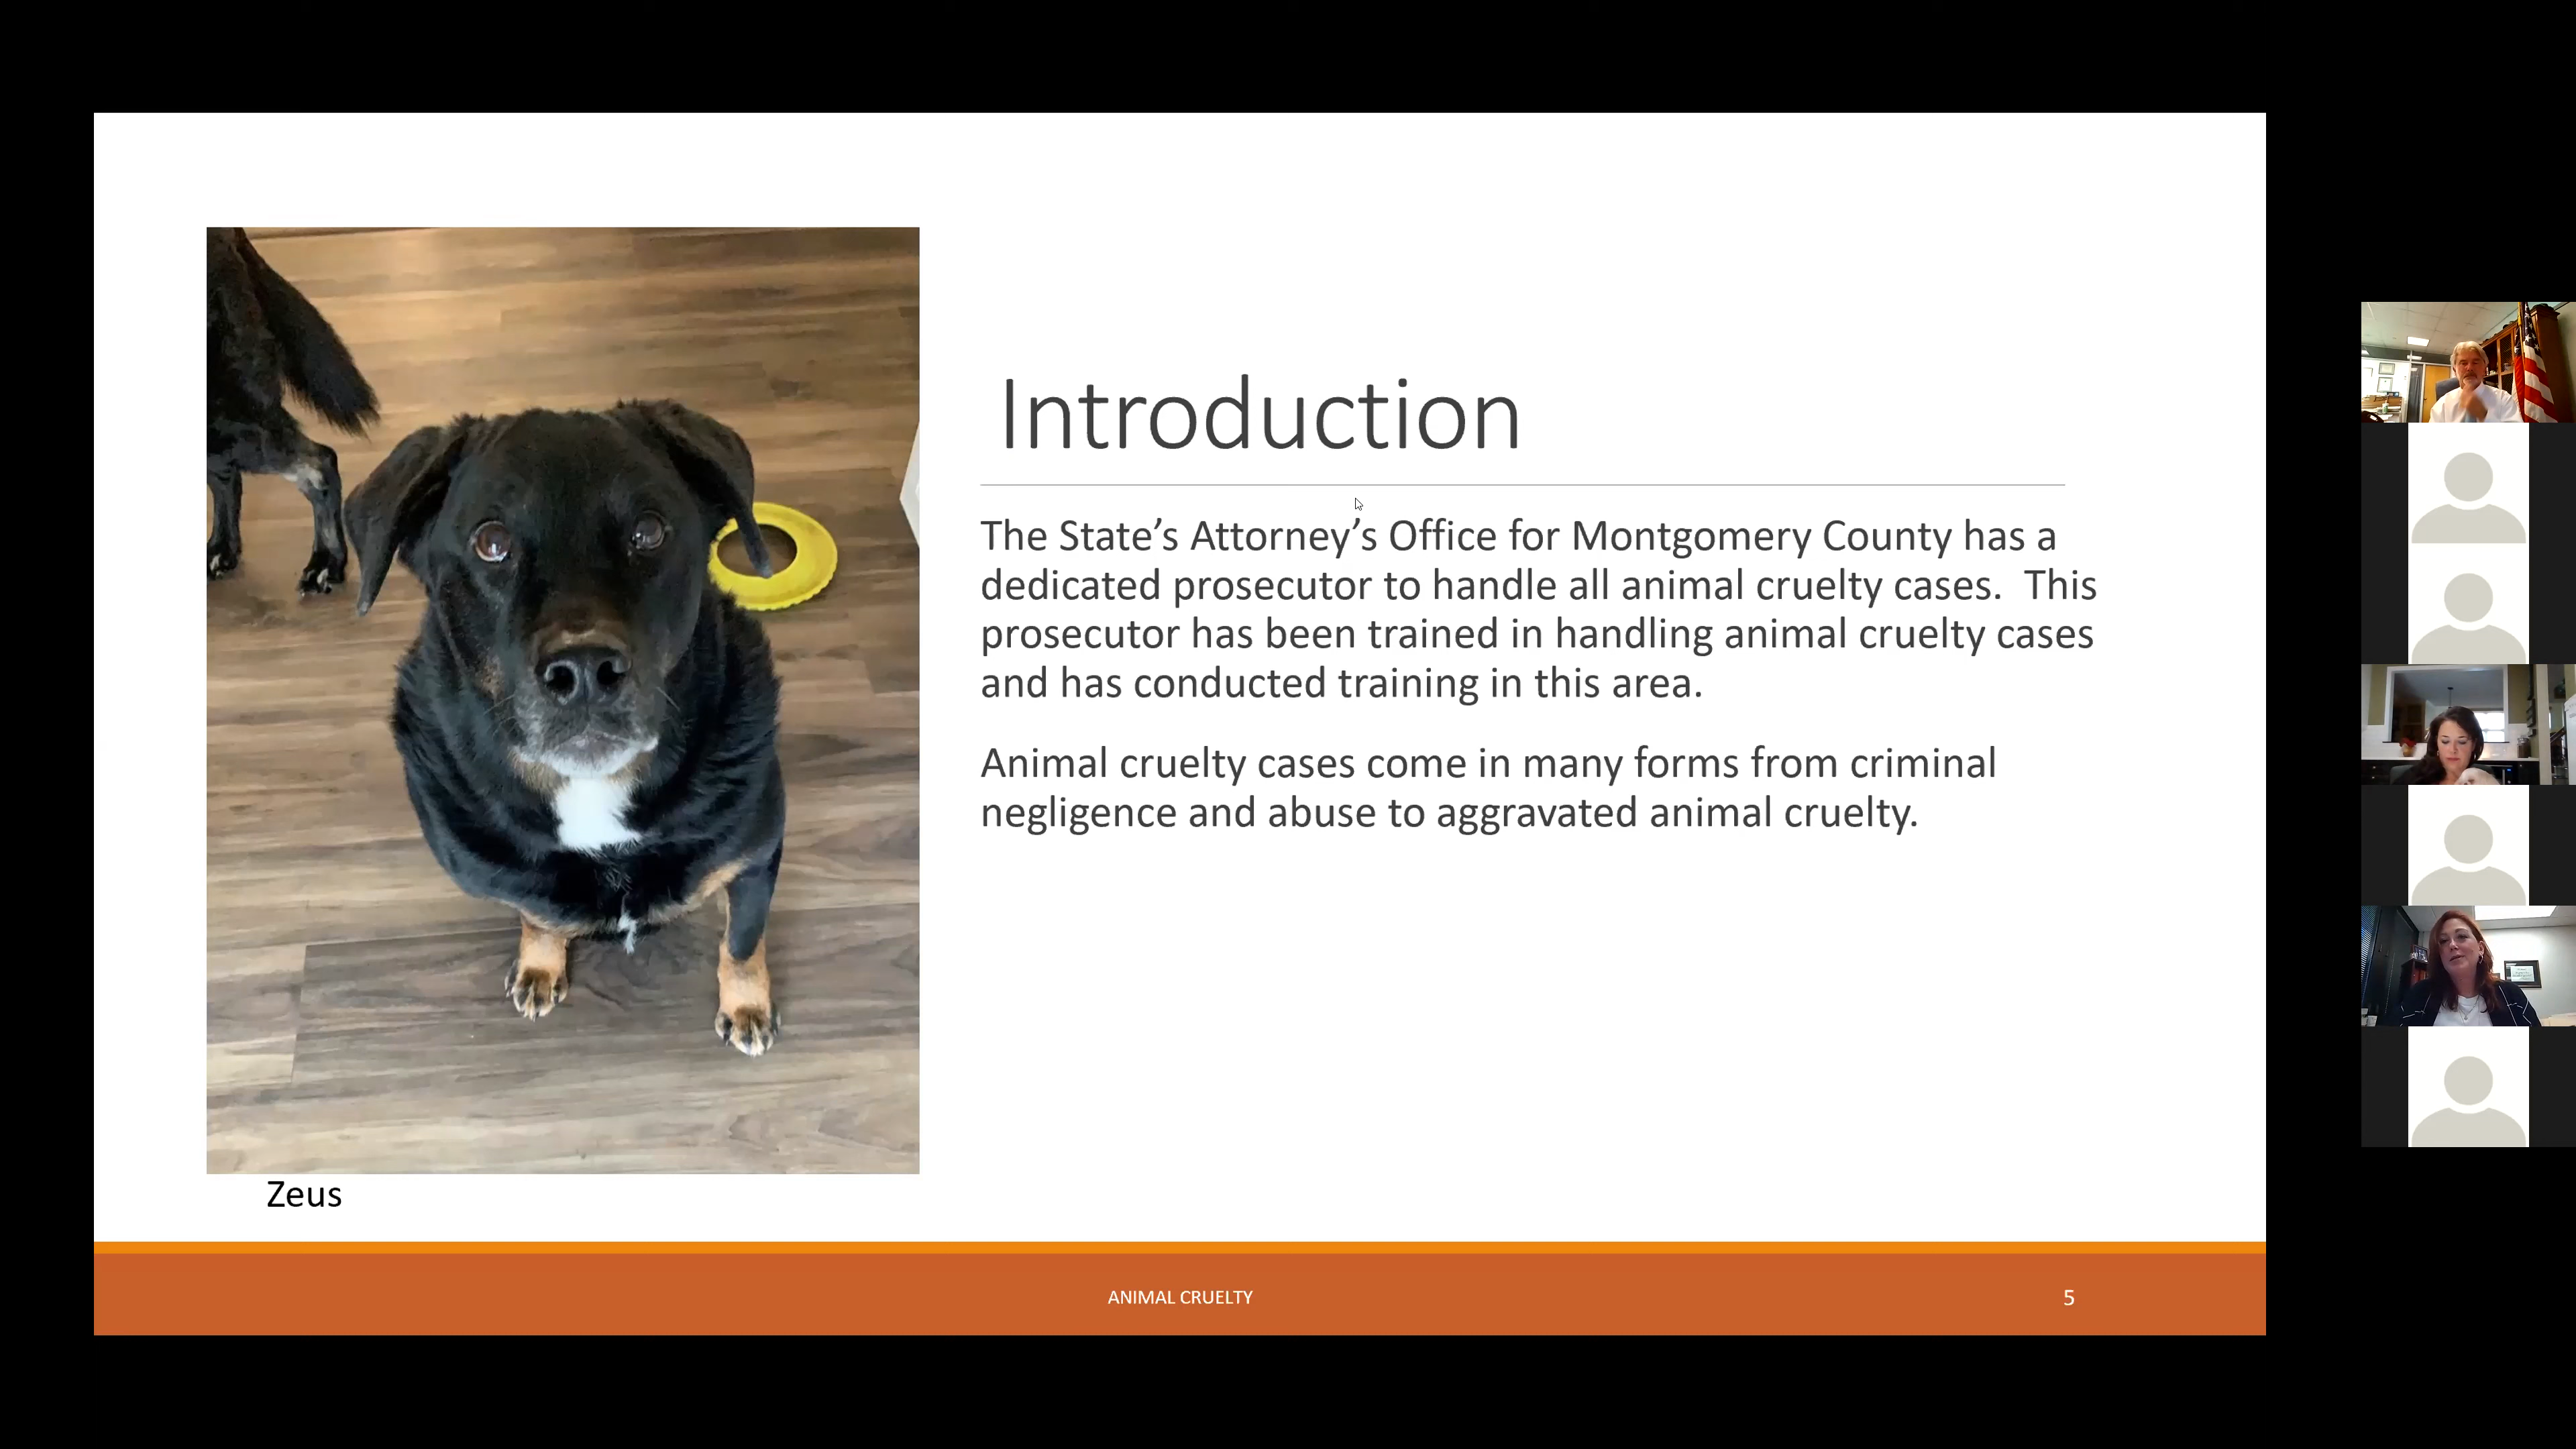 Introduction
The State’s Attorney’s Office for Montgomery County has a
dedicated prosecutor to handle all animal cruelty cases.  This
prosecutor has been trained in handling animal cruelty cases
and has conducted training in this area.
Animal cruelty cases come in many forms from criminal
negligence and abuse to aggravated animal cruelty.
Zeus
ANIMAL CRUELTY
5